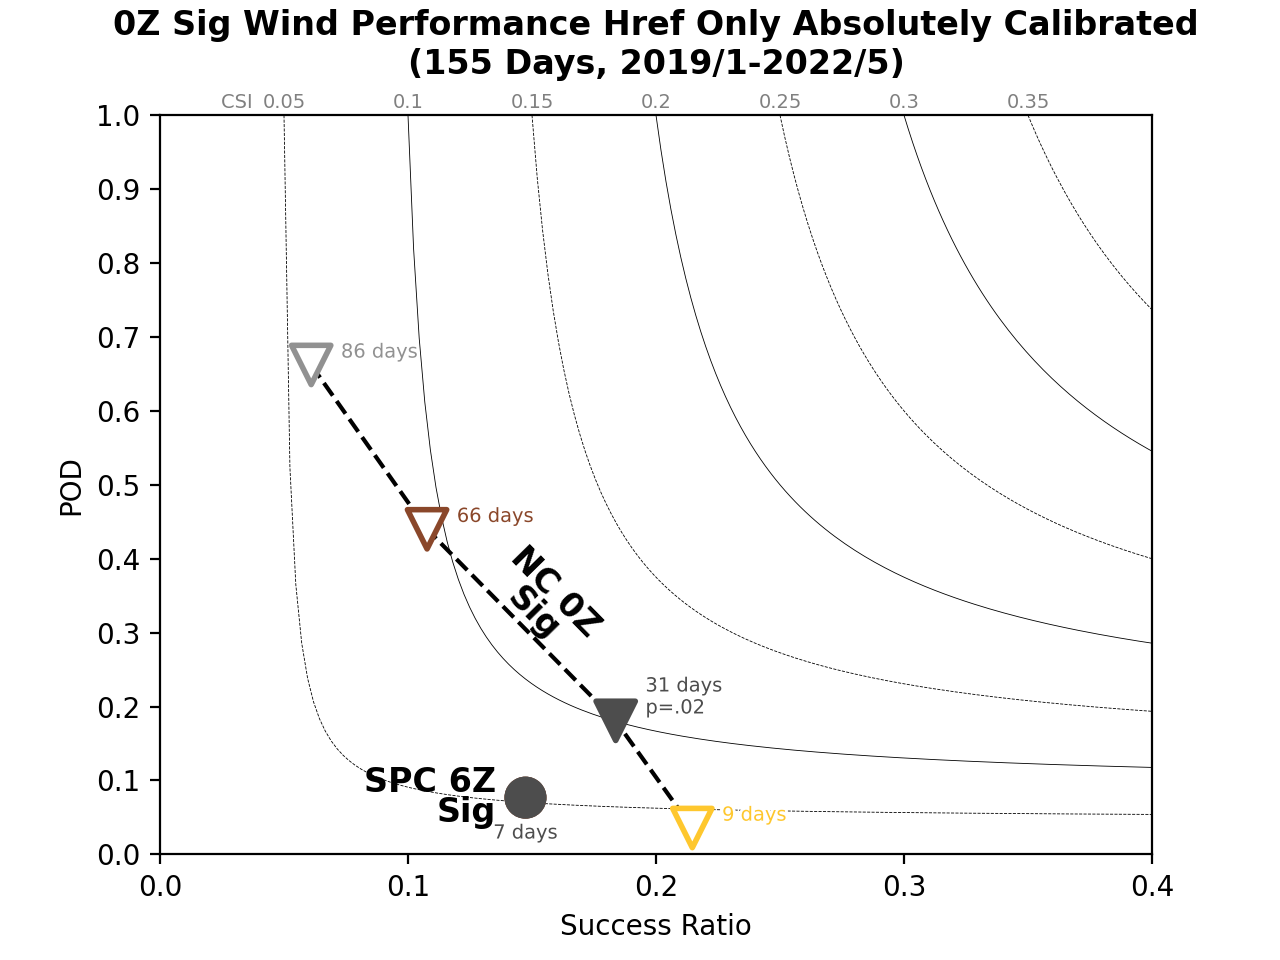 0Z Sig Wind Performance Href Only Absolutely Calibrated
(155 Days, 2019/1-2022/5)
CSI 0.05 0.1 0.15 0.2 0.25 0.3 0.35
1.0
0.9
0.8
0.7
0.6
0.5
0.4
0.3
0.2
0.1
0.0
POD
86 days
66 days
NC 0Z
Sig
31 days
p=.02
SPC 6Z
Sig
7 days
9 days
0.0 0.1 0.2 0.3 0.4
Success Ratio